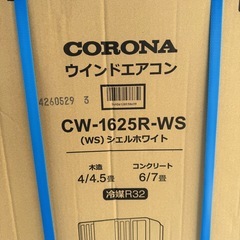 CORONA
ウインドエアコン
4260529 3
CW-1625R-WS
(WS)シェルホワイト
木造 コンクリート
4/4.5畳 6/7畳
冷媒R32